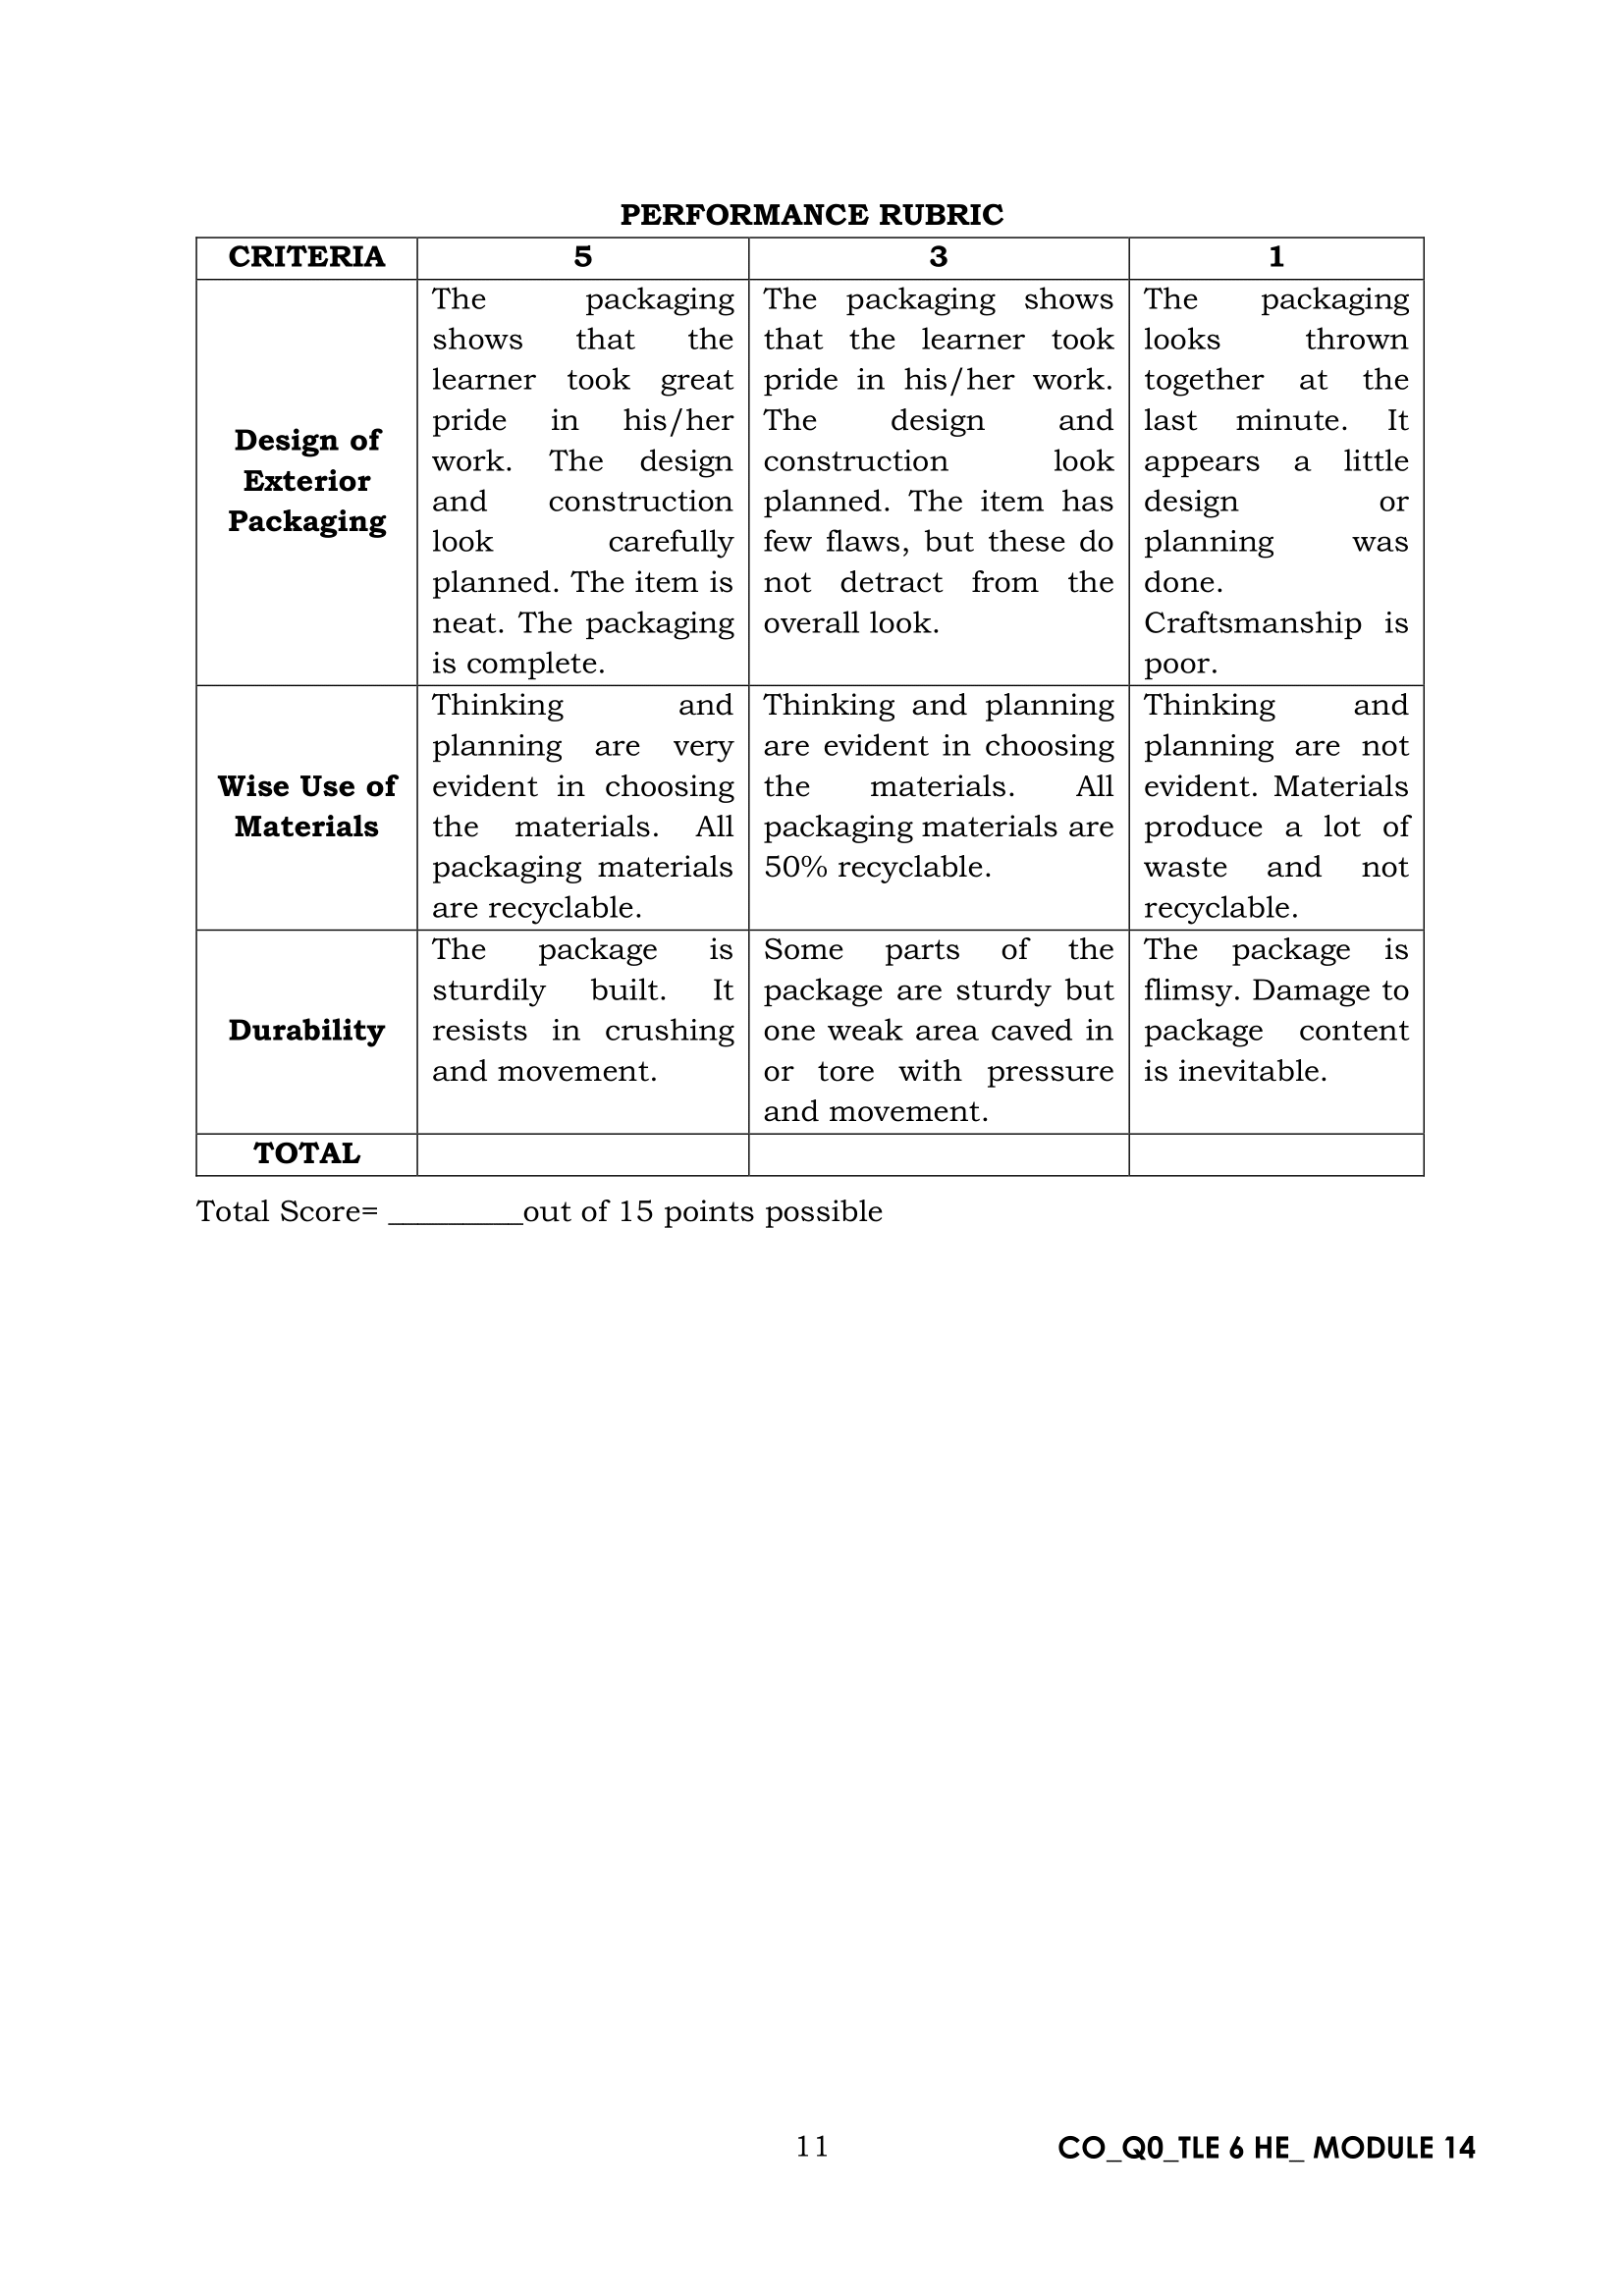 PERFORMANCE RUBRIC
CRITERIA 5 3 1
Design of
Exterior
Packaging
The packaging
shows that the
learner took great
pride in his/her
work. The design
and construction
look carefully
planned. The item is
neat. The packaging
is complete.
The packaging shows
that the learner took
pride in his/her work.
The design and
construction look
planned. The item has
few flaws, but these do
not detract from the
overall look.
The packaging
looks thrown
together at the
last minute. It
appears a little
design or
planning was
done.
Craftsmanship is
poor.
Wise Use of
Materials
Thinking and
planning are very
evident in choosing
the materials. All
packaging materials
are recyclable.
Thinking and planning
are evident in choosing
the materials. All
packaging materials are
50% recyclable.
Thinking and
planning are not
evident. Materials
produce a lot of
waste and not
recyclable.
Durability
The package is
sturdily built. It
resists in crushing
and movement.
Some parts of the
package are sturdy but
one weak area caved in
or tore with pressure
and movement.
The package is
flimsy. Damage to
package content
is inevitable.
TOTAL
Total Score= _________out of 15 points possible
11 CO_Q0_TLE 6 HE_ MODULE 14